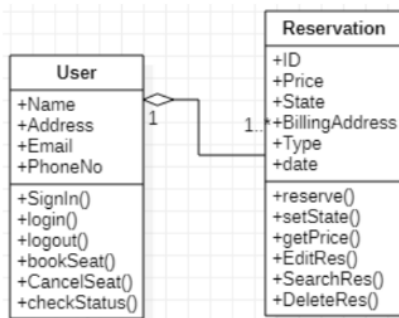 User
+Name
+Address
+Email
+PhoneNo
+SignIn()
+login()
+logout()
+bookSeat()
+CancelSeat()
+checkStatus()
1
1..*
Reservation
+ID
+Price
+State
+BillingAddress
+Type
+date
+reserve()
+setState()
+getPrice()
+EditRes()
+SearchRes()
+DeleteRes()